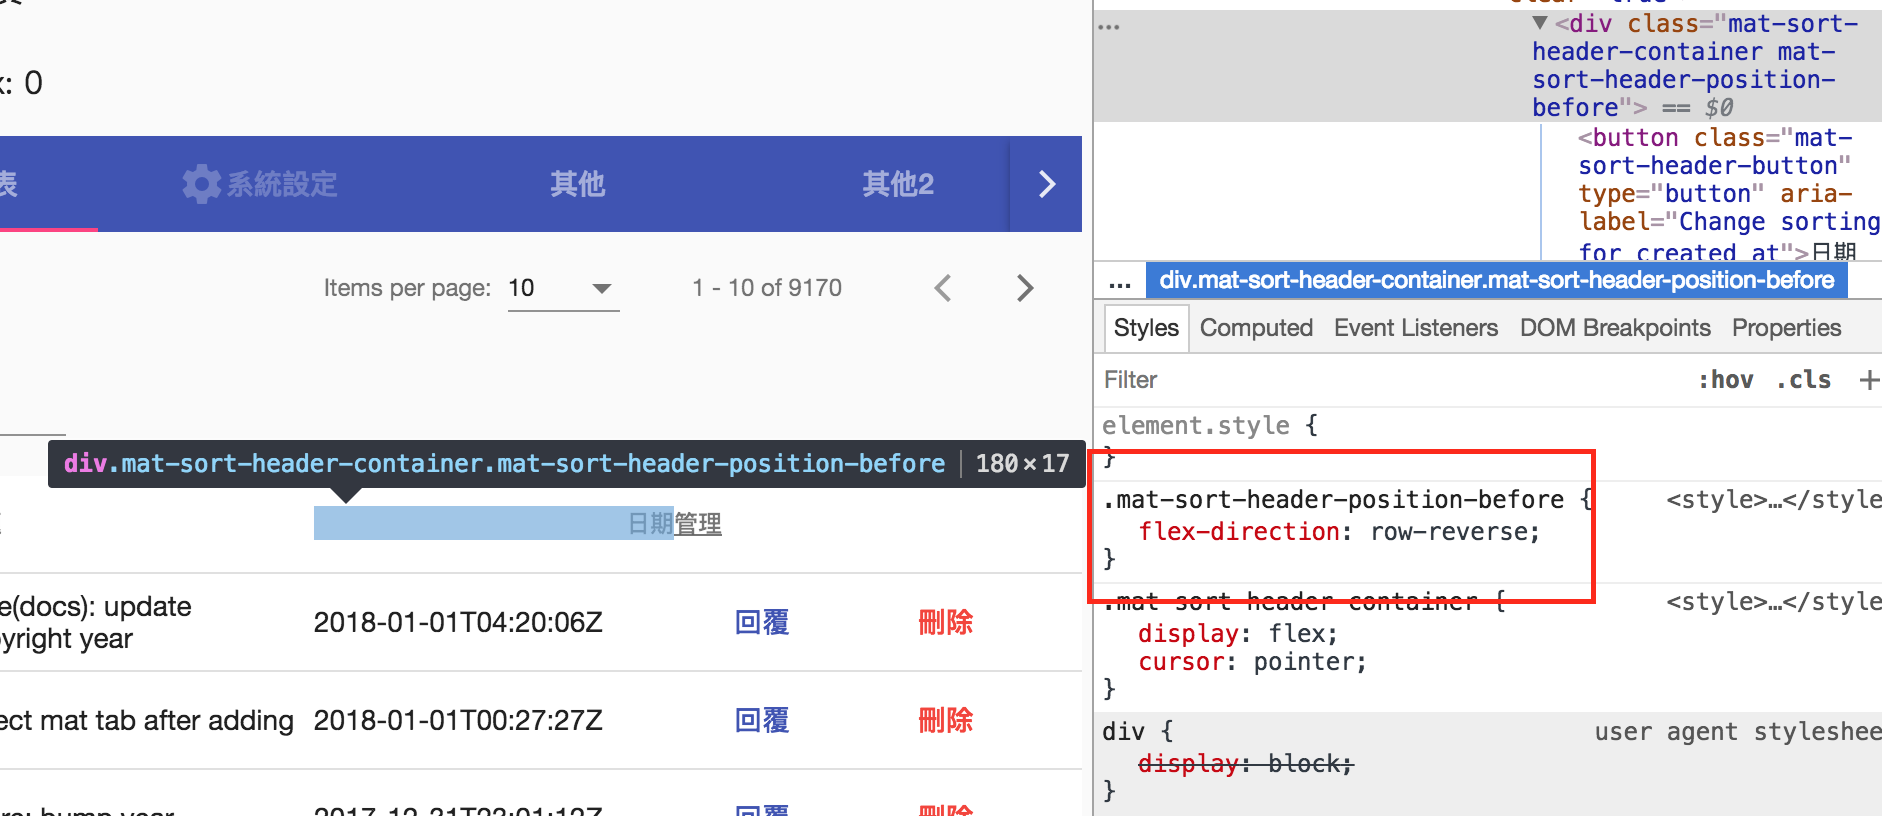 x: 0
表
系統設定
其他
其他2
Items per page:
10
1 - 10 of 9170
div.mat-sort-header-container.mat-sort-header-position-before
180×17
日期管理
e(docs): update
yright year
2018-01-01T04:20:06Z
回覆
刪除
ect mat tab after adding
2018-01-01T00:27:27Z
回覆
刪除
bump year
2017-12-31T23:01:12Z
回覆
刪除
…
▼<div class="mat-sort-
header-container mat-
sort-header-position-
before"> == $0
<button class="mat-
sort-header-button"
type="button" aria-
label="Change sorting
for created_at">日期
...
div.mat-sort-header-container.mat-sort-header-position-before
Styles
Computed
Event Listeners
DOM Breakpoints
Properties
Filter
:hov
.cls
+
element.style {
}
.mat-sort-header-position-before {
<style>…</style
flex-direction: row-reverse;
}
.mat-sort-header-container {
<style>…</style
display: flex;
cursor: pointer;
}
div {
user agent styleshee
display: block;
}